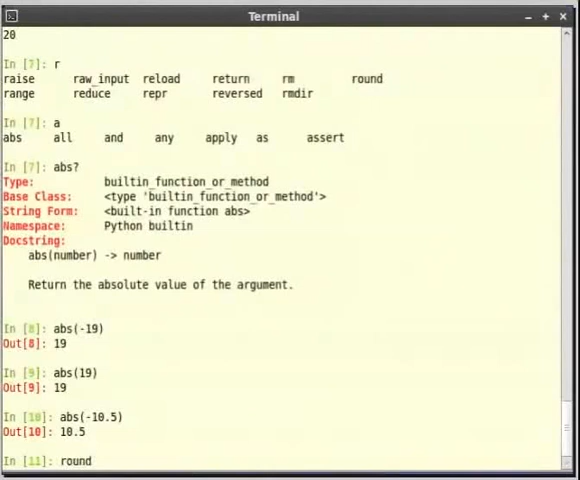 Terminal
20
In [7]: r
raise raw_input reload return rm round
range reduce repr reversed rmdir
In [7]: a
abs all and any apply as assert
In [7]: abs?
Type: builtin_function_or_method
Base Class: <type 'builtin_function_or_method'>
String Form: <built-in function abs>
Namespace: Python builtin
Docstring:
abs(number) -> number
Return the absolute value of the argument.
In [8]: abs(-19)
Out[8]: 19
In [9]: abs(19)
Out[9]: 19
In [10]: abs(-10.5)
Out[10]: 10.5
In [11]: round